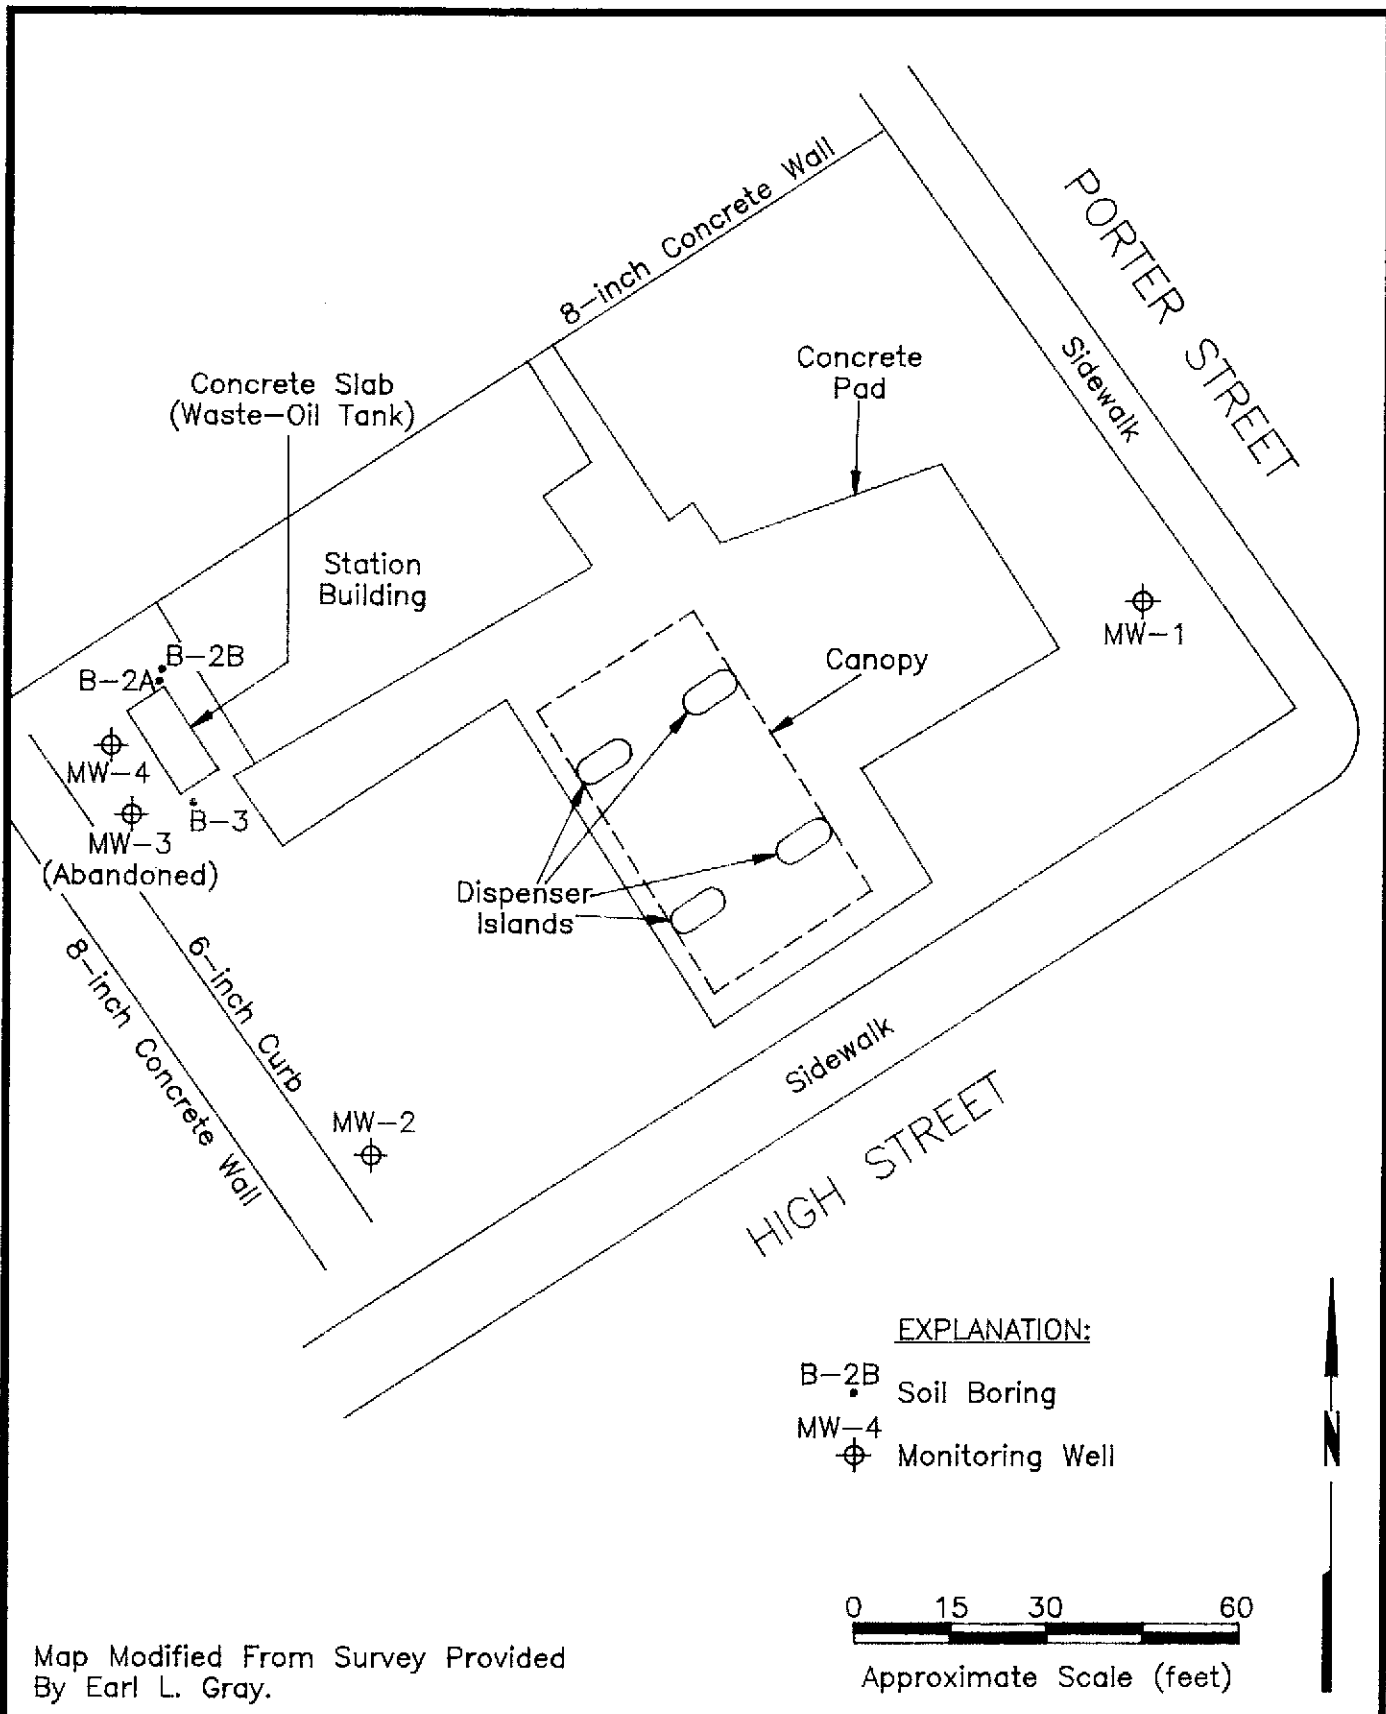 8-inch Concrete Wall
PORTER STREET
Sidewalk
Concrete
Pad
Concrete Slab
(Waste-Oil Tank)
Station
Building
MW-1
B-2B
B-2A
Canopy
MW-4
B-3
MW-3
(Abandoned)
Dispenser
Islands
6-inch Curb
8-inch Concrete Wall
Sidewalk
MW-2
HIGH STREET
EXPLANATION:
B-2B
Soil Boring
MW-4
Monitoring Well
N
0 15 30 60
Approximate Scale (feet)
Map Modified From Survey Provided
By Earl L. Gray.